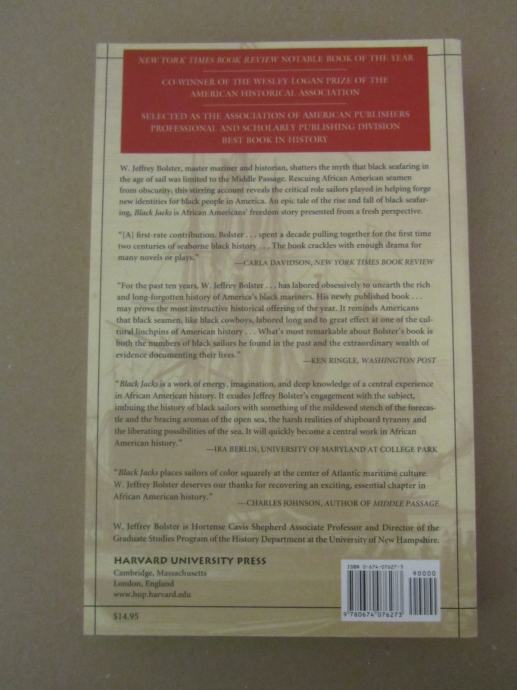 NEW YORK TIMES BOOK REVIEW NOTABLE BOOK OF THE YEAR
CO-WINNER OF THE WESLEY-LOGAN PRIZE OF THE
AMERICAN HISTORICAL ASSOCIATION
SELECTED AS THE ASSOCIATION OF AMERICAN PUBLISHERS
PROFESSIONAL AND SCHOLARLY PUBLISHING DIVISION
BEST BOOK IN HISTORY
W. Jeffrey Bolster, master mariner and historian, shatters the myth that black seafaring in
the age of sail was limited to the Middle Passage. Rescuing African American seamen
from obscurity, this stirring account reveals the critical role sailors played in helping forge
new identities for black people in America. An epic tale of the rise and fall of black seafar-
ing, Black Jacks is African Americans' freedom story presented from a fresh perspective.
"[A] first-rate contribution. Bolster . . . spent a decade pulling together for the first time
two centuries of seaborne black history . . . The book crackles with enough drama for
many novels or plays."
—CARLA DAVIDSON, NEW YORK TIMES BOOK REVIEW
"For the past ten years, W. Jeffrey Bolster . . . has labored obsessively to unearth the rich
and long-forgotten history of America's black mariners. His newly published book . . .
may prove the most instructive historical offering of the year. It reminds Americans
that black seamen, like black cowboys, labored long and to great effect at one of the cul-
tural linchpins of American history . . . What's most remarkable about Bolster's book is
both the numbers of black sailors he found in the past and the extraordinary wealth of
evidence documenting their lives."
—KEN RINGLE, WASHINGTON POST
"Black Jacks is a work of energy, imagination, and deep knowledge of a central experience
in African American history. It exudes Jeffrey Bolster's engagement with the subject,
imbuing the history of black sailors with something of the mildewed stench of the forecas-
tle and the bracing aromas of the open sea, the harsh realities of shipboard tyranny and
the liberating possibilities of the sea. It will quickly become a central work in African
American history."
—IRA BERLIN, UNIVERSITY OF MARYLAND AT COLLEGE PARK
"Black Jacks places sailors of color squarely at the center of Atlantic maritime culture.
W. Jeffrey Bolster deserves our thanks for recovering an exciting, essential chapter in
African American history."
—CHARLES JOHNSON, AUTHOR OF MIDDLE PASSAGE
W. Jeffrey Bolster is Hortense Cavis Shepherd Associate Professor and Director of the
Graduate Studies Program of the History Department at the University of New Hampshire.
HARVARD UNIVERSITY PRESS
Cambridge, Massachusetts
London, England
www.hup.harvard.edu
$14.95
ISBN 0-674-07627-3
90000
9 780674 076273